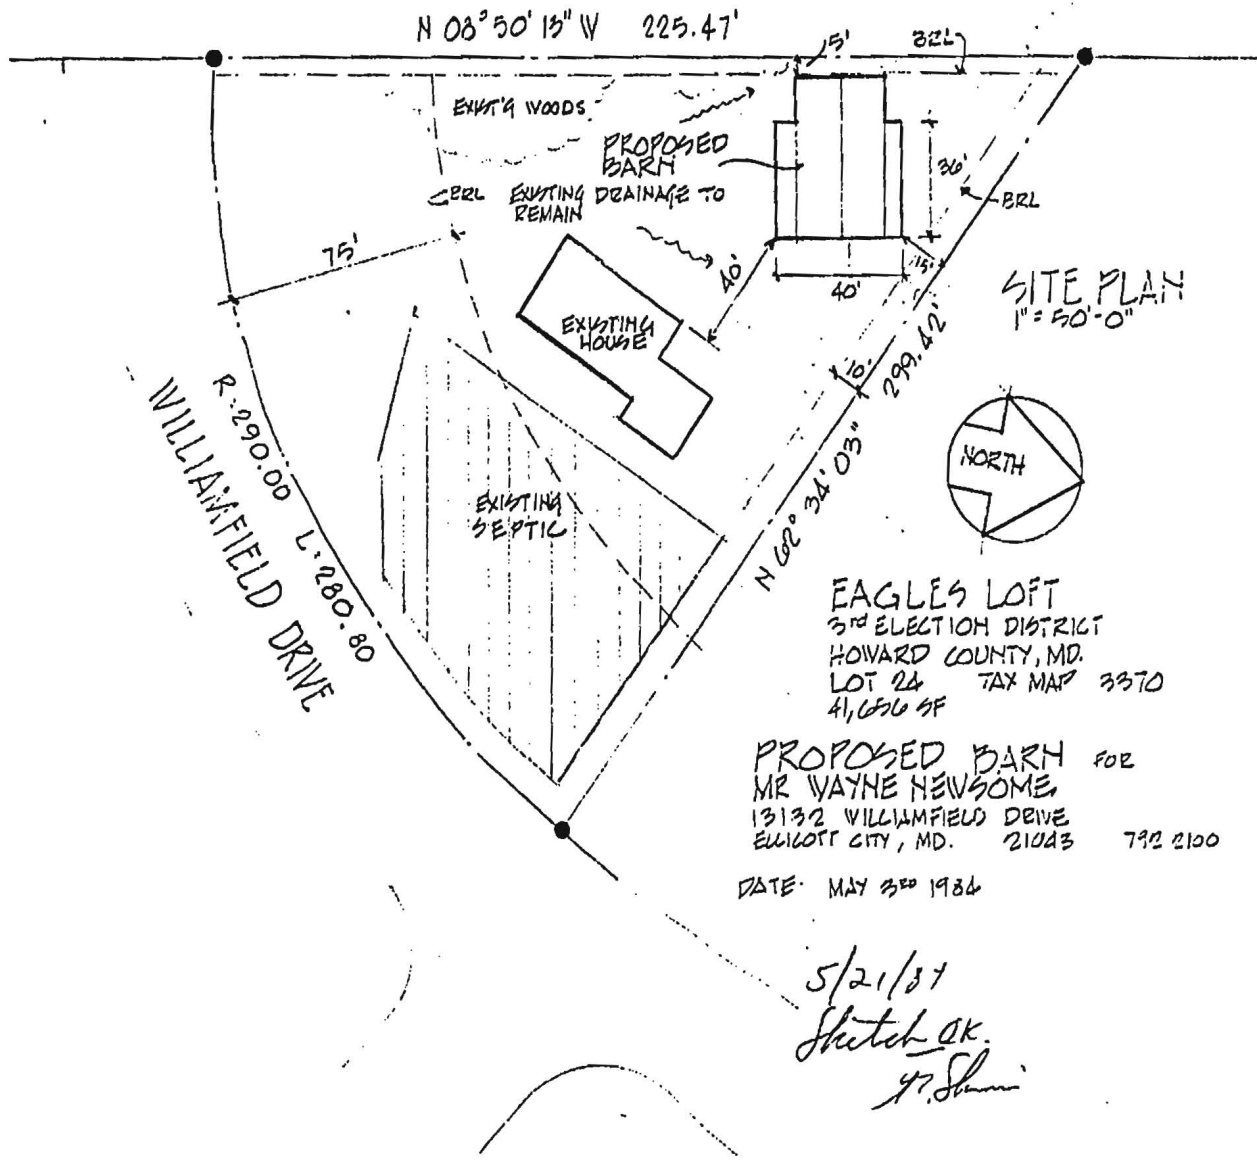 N 08°50'13" W 225.47'
5'
BRL
EXIST'G WOODS
PROPOSED
BARN
36'
BRL
EXISTING DRAINAGE TO
REMAIN
BRL
75'
40'
15'
40'
SITE PLAN
1" = 50'-0"
EXISTING
HOUSE
10'
299.42'
N 62° 34' 03"
R=290.00 L=280.80
WILLIAMFIELD DRIVE
NORTH
EXISTING
SEPTIC
EAGLES LOFT
3rd ELECTION DISTRICT
HOWARD COUNTY, MD.
LOT 24 TAX MAP 3370
41,656 SF
PROPOSED BARN FOR
MR WAYNE NEWSOME
13132 WILLIAMFIELD DRIVE
ELLICOTT CITY, MD. 21043 792 2100
DATE: MAY 3RD 1984
5/21/84
Sketch OK.